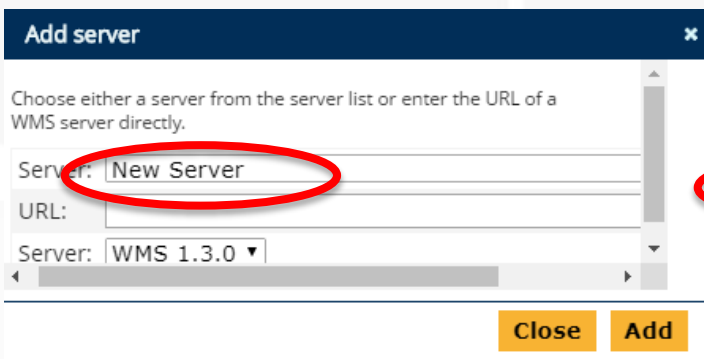 Add server
Choose either a server from the server list or enter the URL of a
WMS server directly.
Server: New Server
URL:
Server: WMS 1.3.0
Close Add